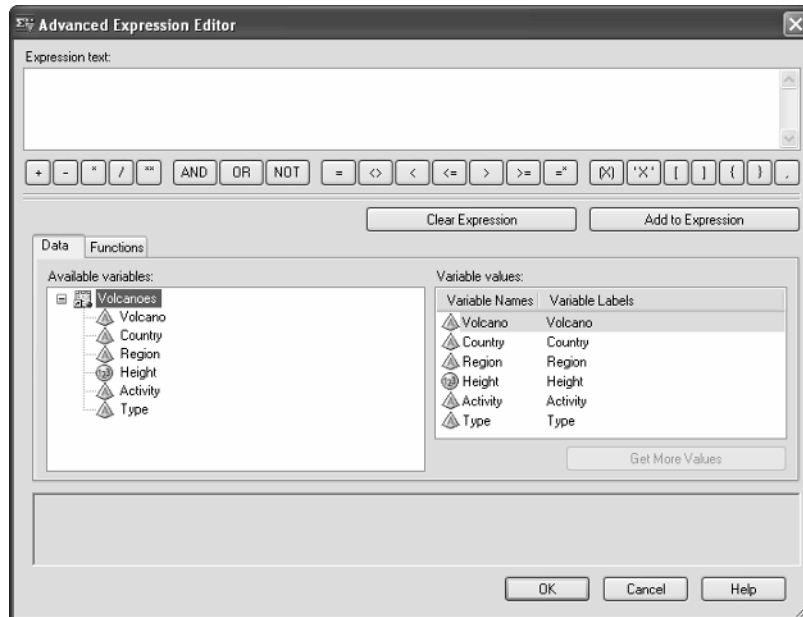 Advanced Expression Editor
Expression text:
+ - * / ** AND OR NOT = <> < <= > >= =* (X) 'X' [ ] { } ,
Clear Expression Add to Expression
Data Functions
Available variables:
Volcanoes
Volcano
Country
Region
Height
Activity
Type
Variable values:
Variable Names Variable Labels
Volcano Volcano
Country Country
Region Region
Height Height
Activity Activity
Type Type
Get More Values
OK Cancel Help